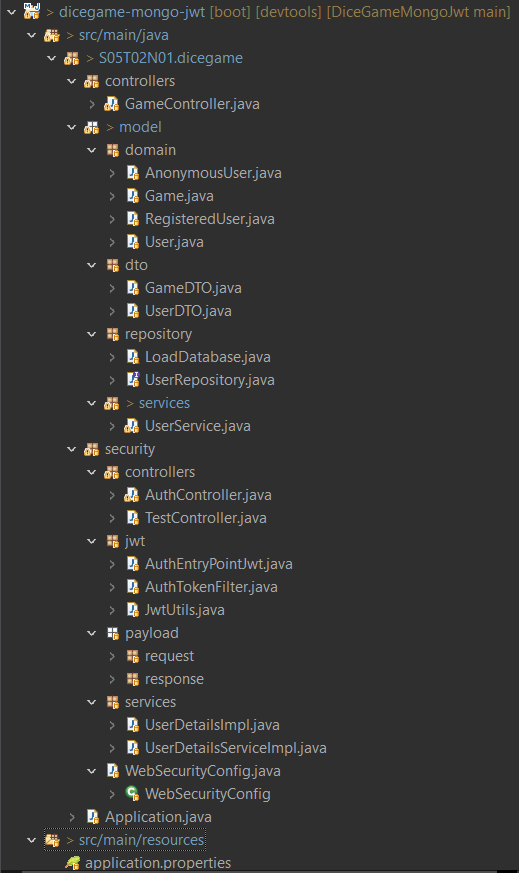 > dicegame-mongo-jwt [boot] [devtools] [DiceGameMongoJwt main]
> src/main/java
> S05T02N01.dicegame
controllers
GameController.java
> model
domain
AnonymousUser.java
Game.java
RegisteredUser.java
User.java
dto
GameDTO.java
UserDTO.java
repository
LoadDatabase.java
UserRepository.java
> services
UserService.java
security
controllers
AuthController.java
TestController.java
jwt
AuthEntryPointJwt.java
AuthTokenFilter.java
JwtUtils.java
payload
request
response
services
UserDetailsImpl.java
UserDetailsServiceImpl.java
WebSecurityConfig.java
WebSecurityConfig
Application.java
> src/main/resources
application.properties